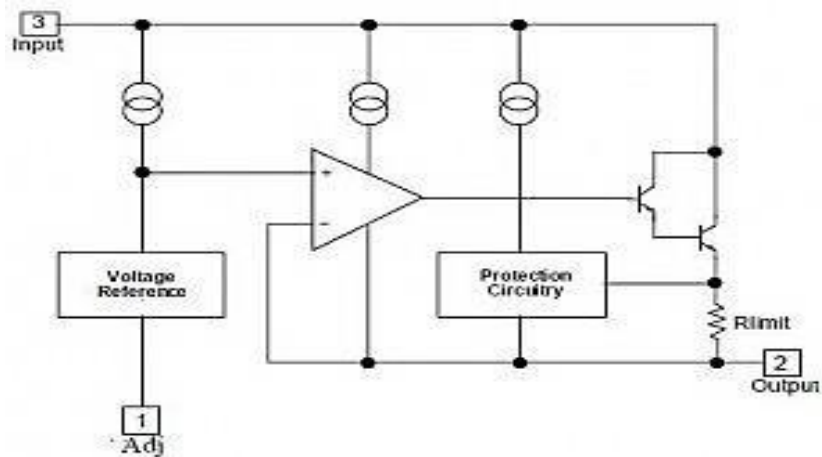 3
Input
+
−
Voltage
Reference
Protection
Circuitry
Rlimit
2
Output
1
Adj